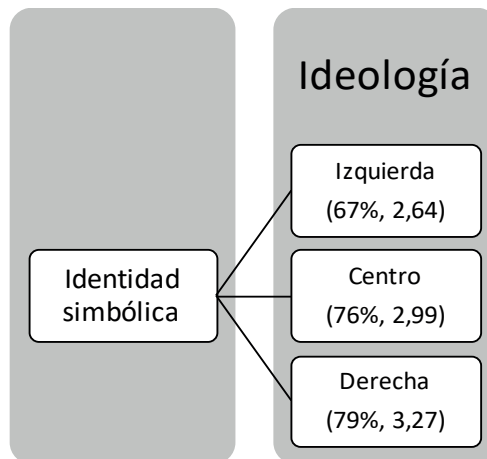 Ideología
Izquierda
(67%, 2,64)
Identidad
simbólica
Centro
(76%, 2,99)
Derecha
(79%, 3,27)